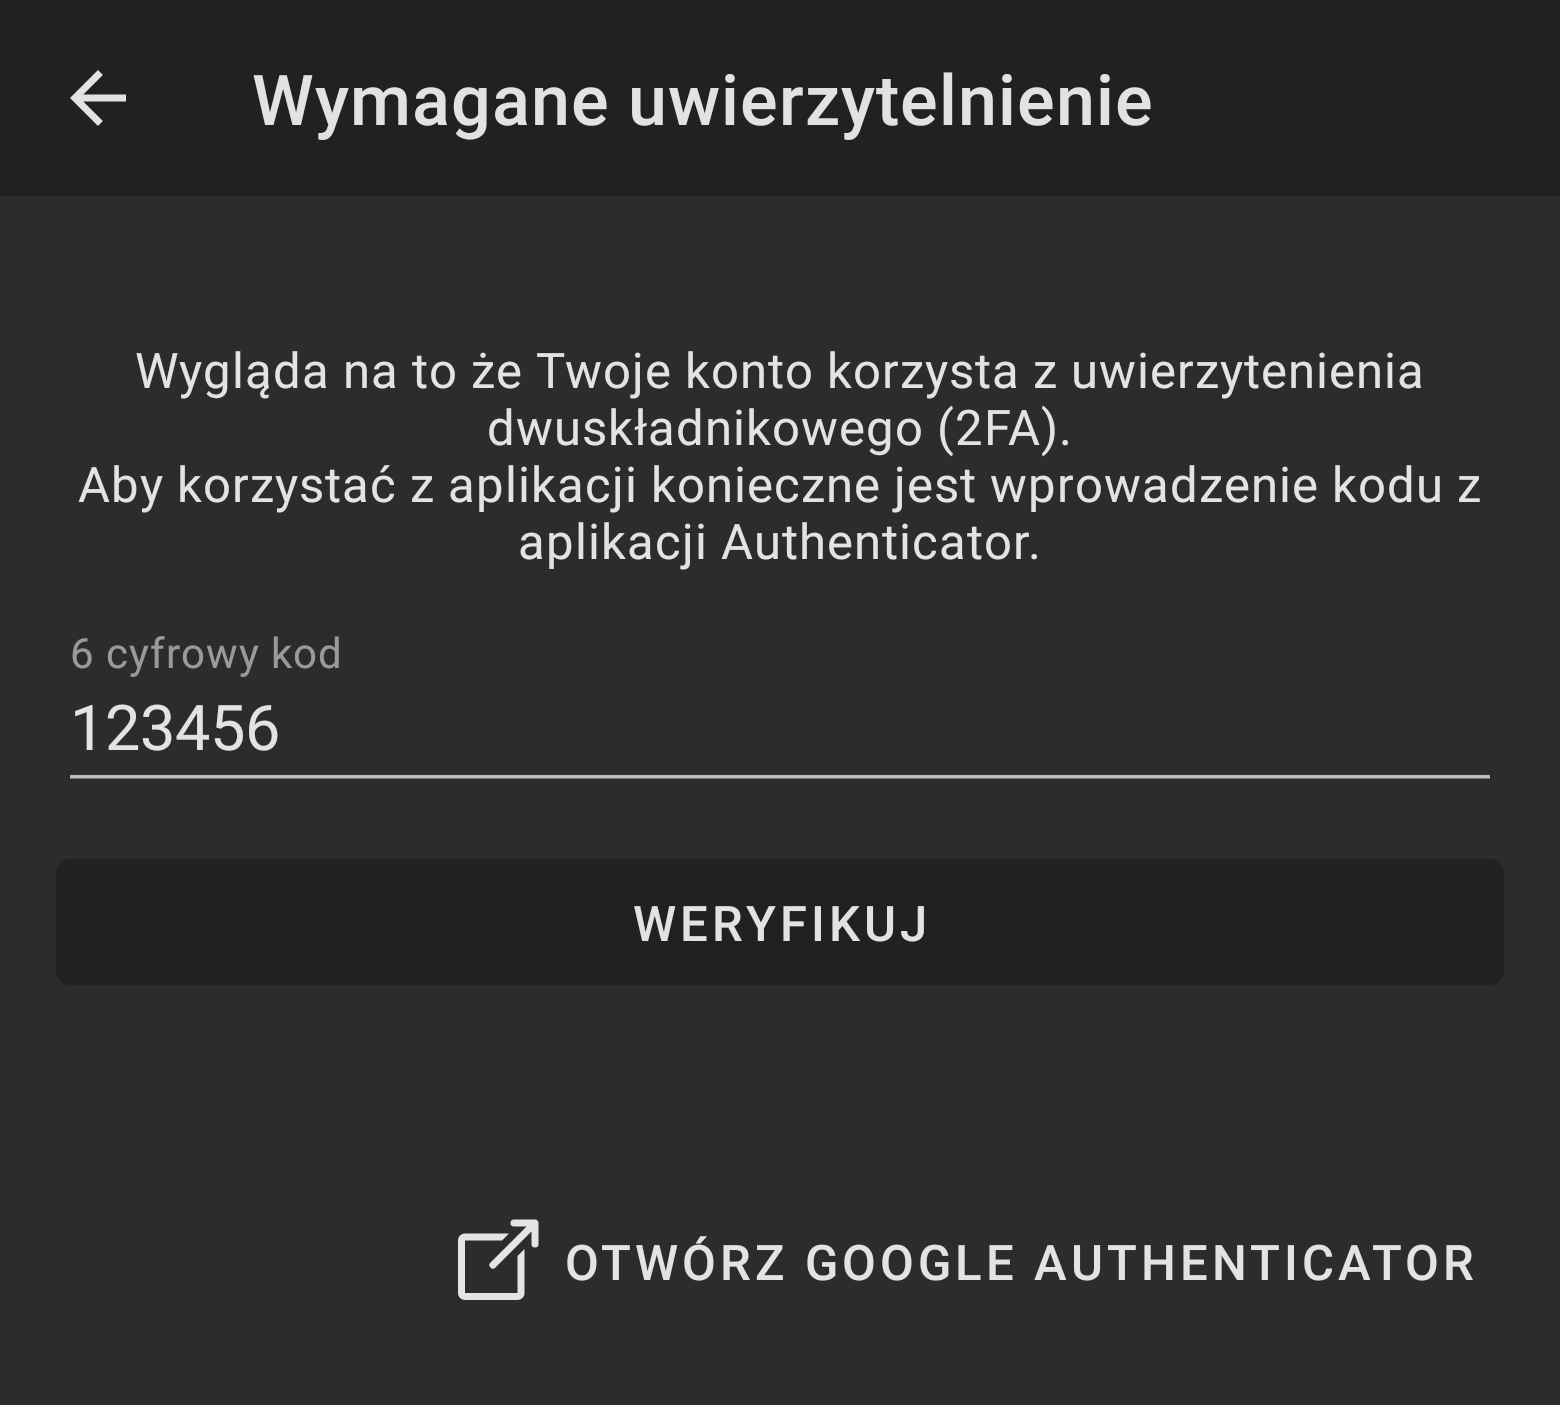 Wymagane uwierzytelnienie
Wygląda na to że Twoje konto korzysta z uwierzytenienia
dwuskładnikowego (2FA).
Aby korzystać z aplikacji konieczne jest wprowadzenie kodu z
aplikacji Authenticator.
6 cyfrowy kod
123456
WERYFIKUJ
OTWÓRZ GOOGLE AUTHENTICATOR